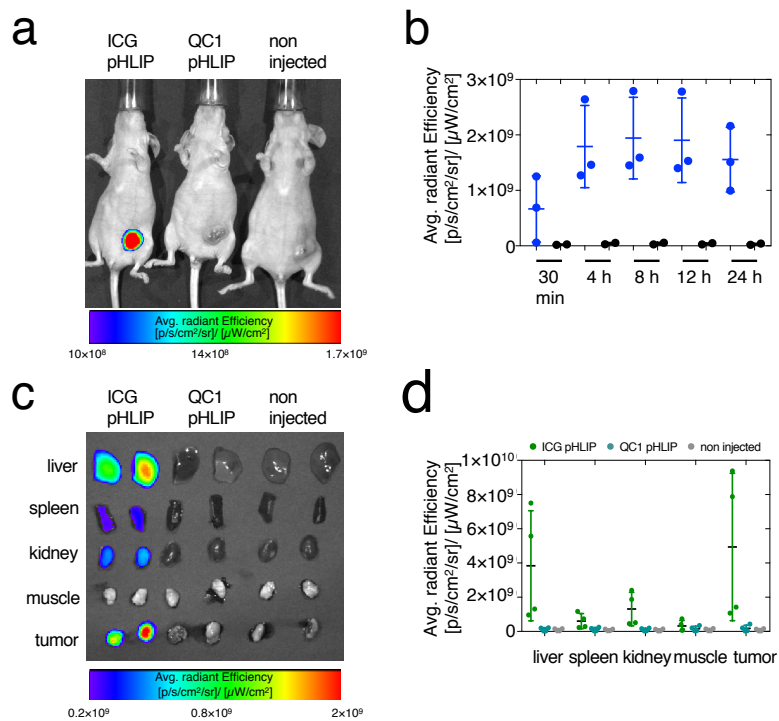 a
ICG pHLIP
QC1 pHLIP
non injected
Avg. radiant Efficiency
[p/s/cm²/sr]/ [µW/cm²]
10×10⁸
14×10⁸
1.7×10⁹
b
Avg. radiant Efficiency
[p/s/cm²/sr]/ [µW/cm²]
3×10⁹
2×10⁹
1×10⁹
0
30 min
4 h
8 h
12 h
24 h
c
ICG pHLIP
QC1 pHLIP
non injected
liver
spleen
kidney
muscle
tumor
Avg. radiant Efficiency
[p/s/cm²/sr]/ [µW/cm²]
0.2×10⁹
0.8×10⁹
2×10⁹
d
ICG pHLIP
QC1 pHLIP
non injected
Avg. radiant Efficiency
[p/s/cm²/sr]/ [µW/cm²]
1×10¹⁰
8×10⁹
6×10⁹
4×10⁹
2×10⁹
0
liver
spleen
kidney
muscle
tumor